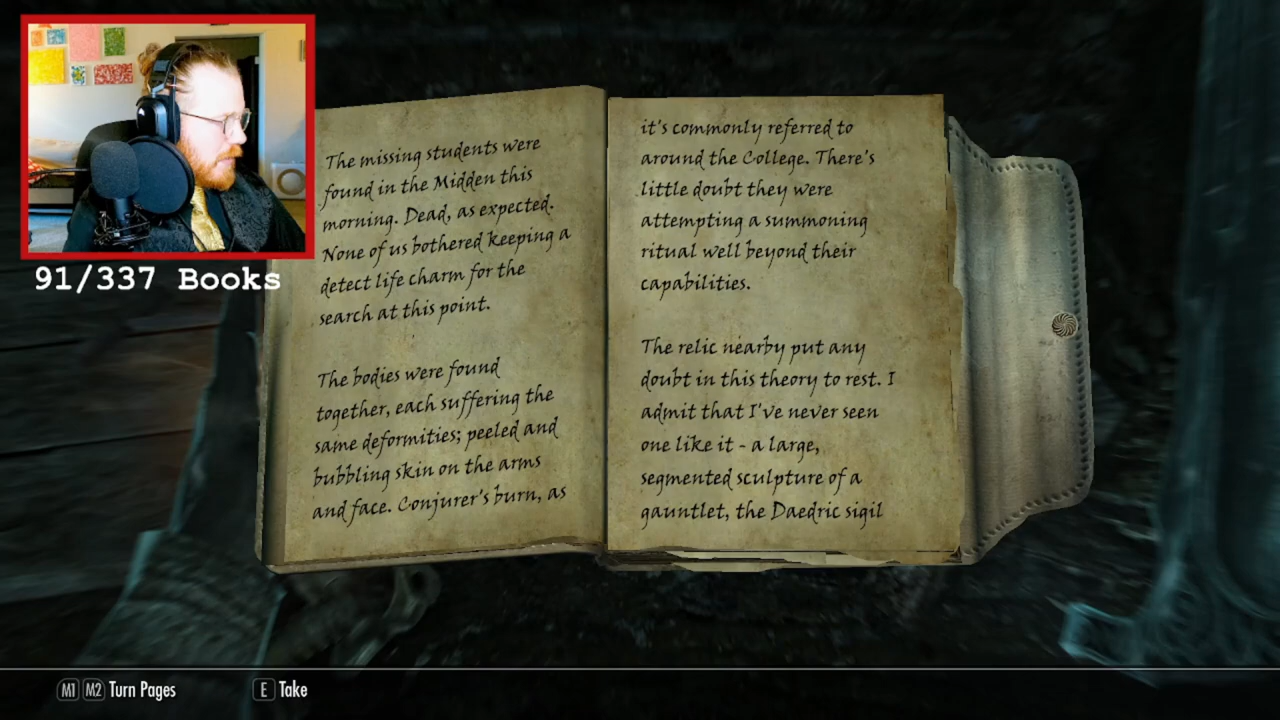 91/337 Books
The missing students were
found in the Midden this
morning. Dead, as expected.
None of us bothered keeping a
detect life charm for the
search at this point.
The bodies were found
together, each suffering the
same deformities; peeled and
bubbling skin on the arms
and face. Conjurer's burn, as
it's commonly referred to
around the College. There's
little doubt they were
attempting a summoning
ritual well beyond their
capabilities.
The relic nearby put any
doubt in this theory to rest. I
admit that I've never seen
one like it - a large,
segmented sculpture of a
gauntlet, the Daedric sigil
M1 M2 Turn Pages
E Take